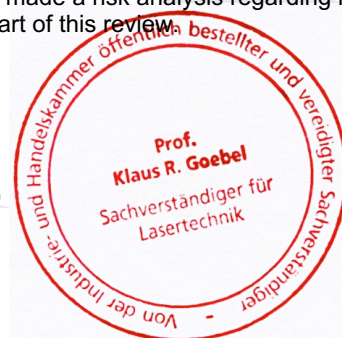 made a risk analysis regarding
art of this review.
Von der Industrie- und Handelskammer öffentlich bestellter und vereidigter Sachverständiger -
Prof.
Klaus R. Goebel
Sachverständiger für
Lasertechnik